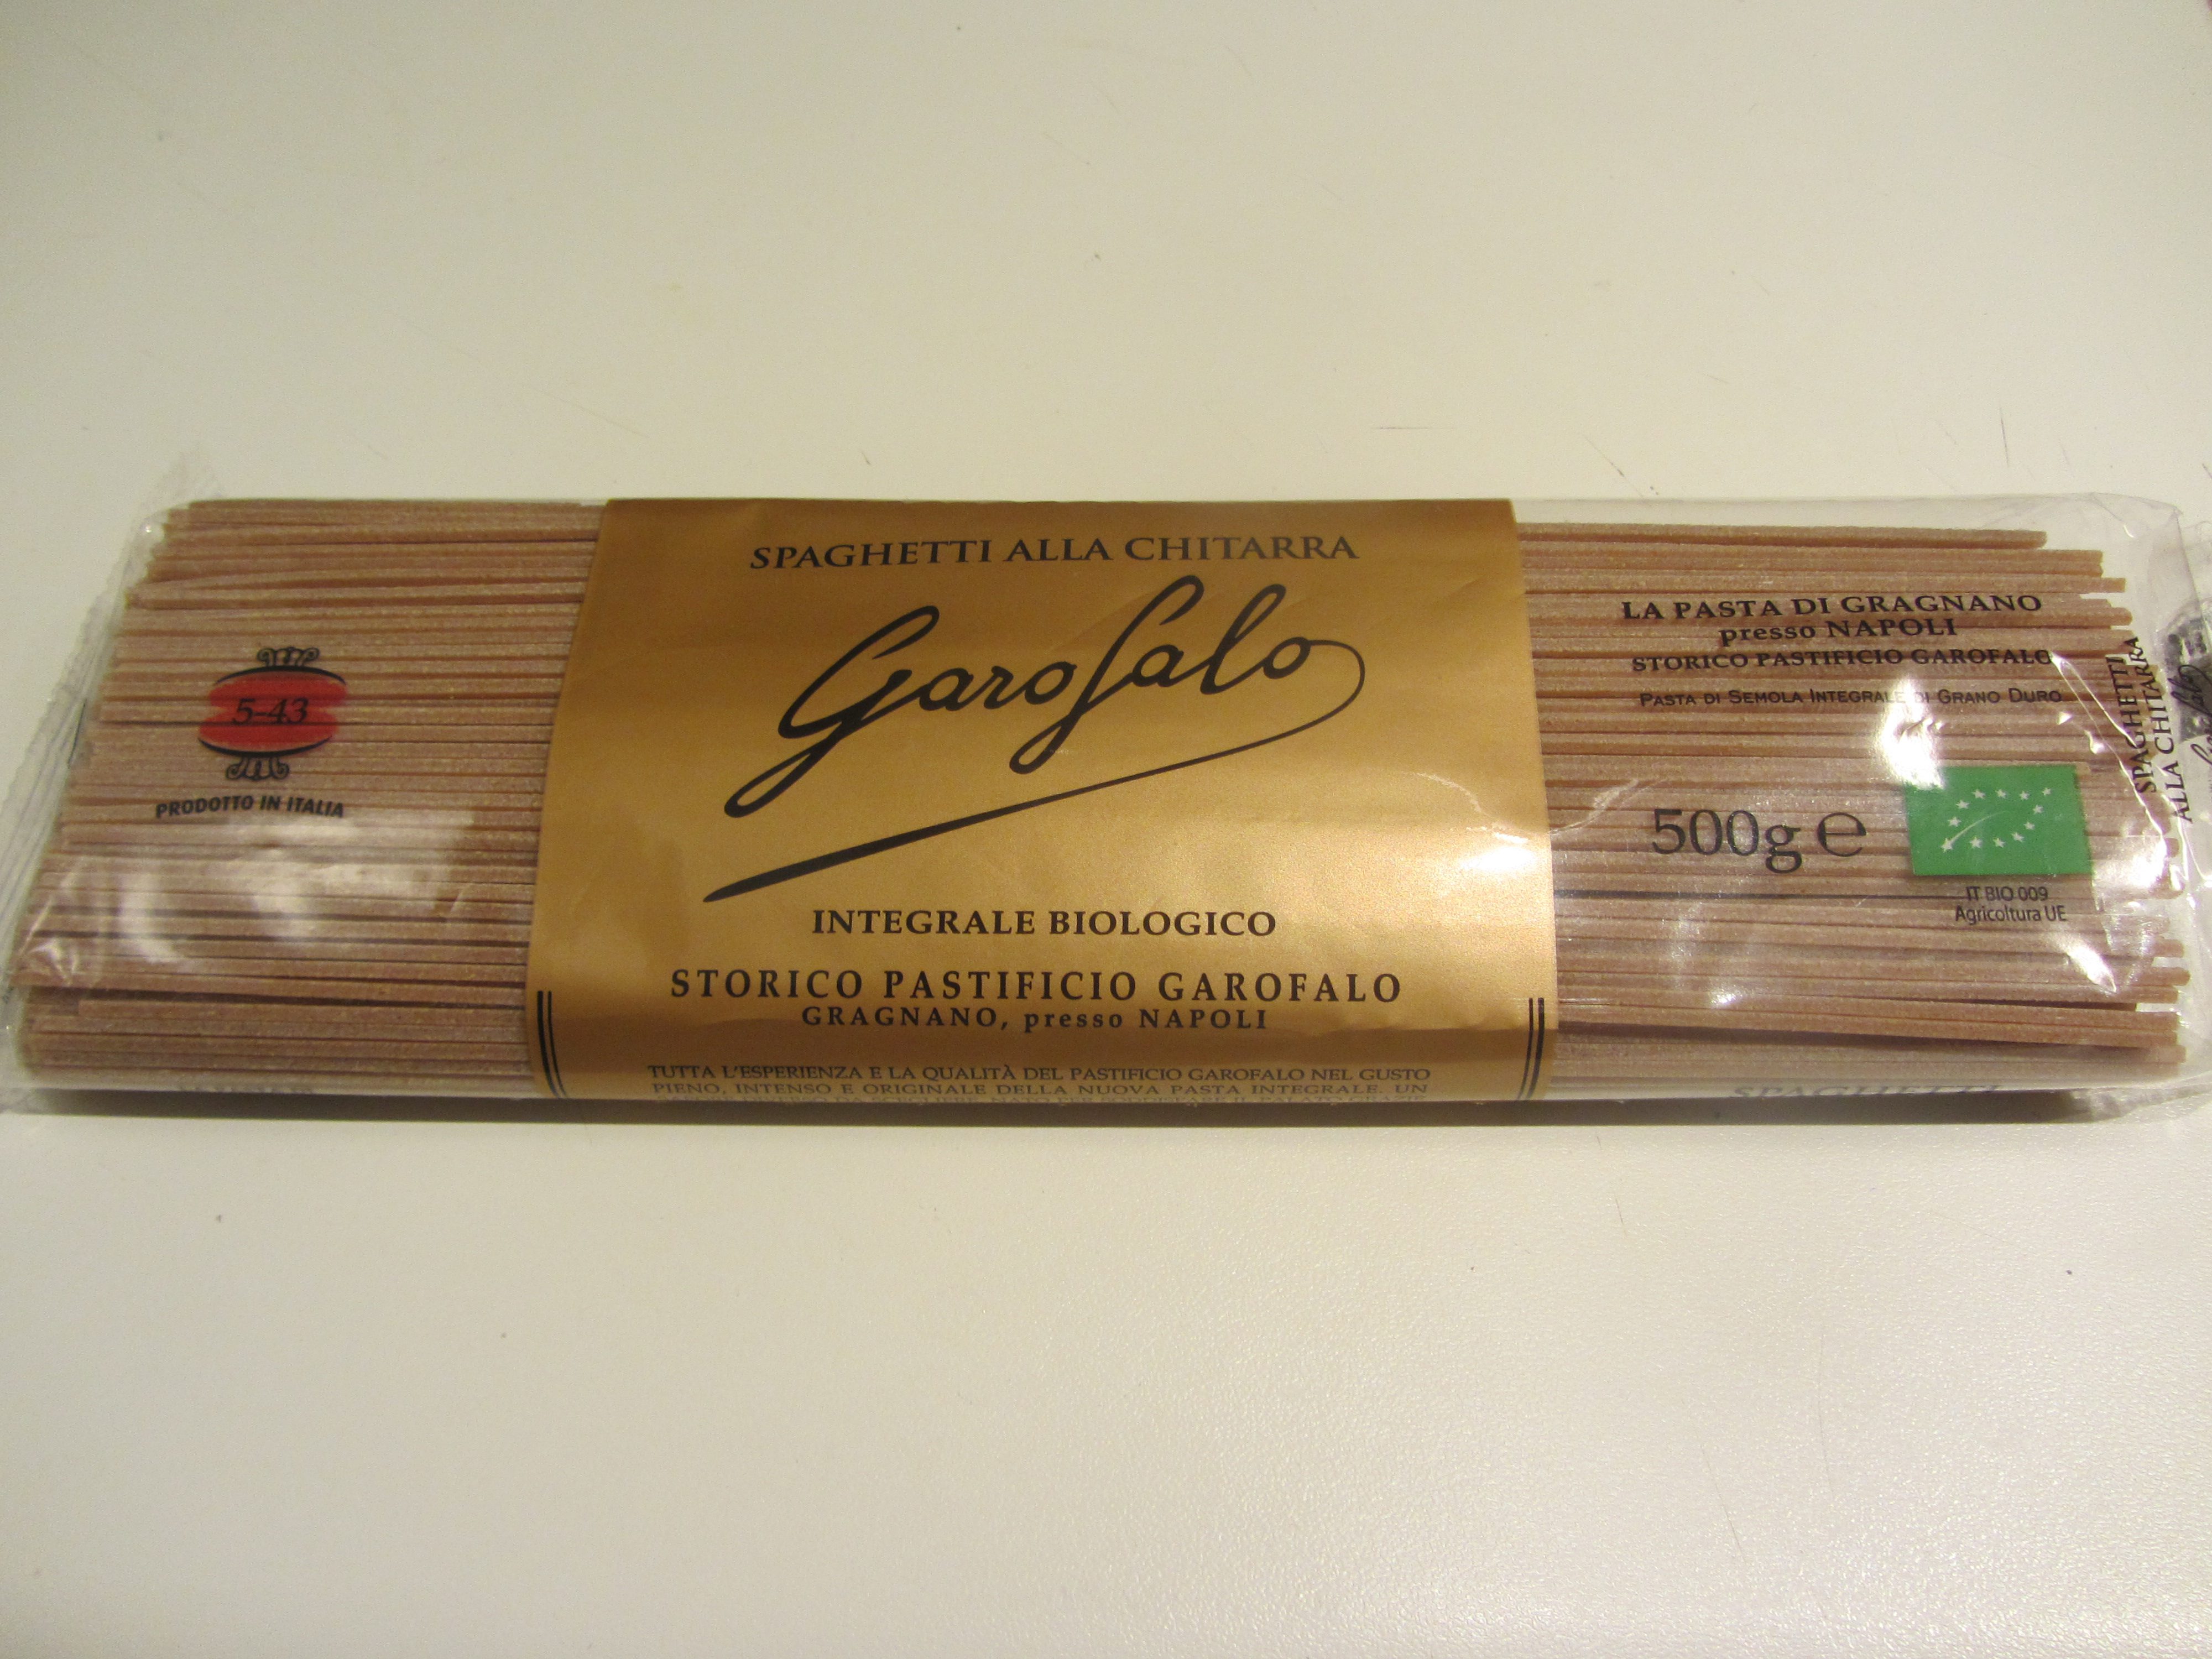 SPAGHETTI ALLA CHITARRA
Garofalo
INTEGRALE BIOLOGICO
STORICO PASTIFICIO GAROFALO
GRAGNANO, presso NAPOLI
TUTTA L'ESPERIENZA E LA QUALITÀ DEL PASTIFICIO GAROFALO NEL GUSTO
PIENO, INTENSO E ORIGINALE DELLA NUOVA PASTA INTEGRALE. UN
5-43
PRODOTTO IN ITALIA
LA PASTA DI GRAGNANO
presso NAPOLI
STORICO PASTIFICIO GAROFALO
PASTA DI SEMOLA INTEGRALE DI GRANO DURO
500g e
IT BIO 009
Agricoltura UE
SPAGHETTI
ALLA CHITARRA
SPAGHETTI